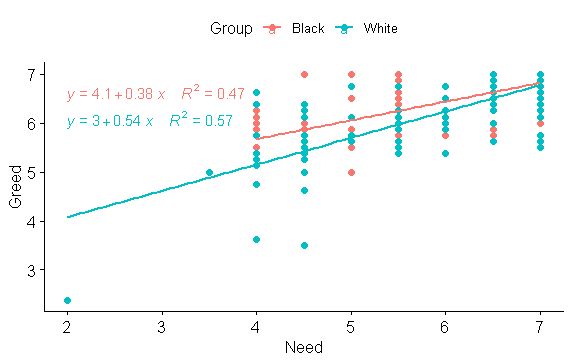 Group Black White
7
y = 4.1 + 0.38 x R² = 0.47
6
y = 3 + 0.54 x R² = 0.57
5
Greed
4
3
2 3 4 5 6 7
Need